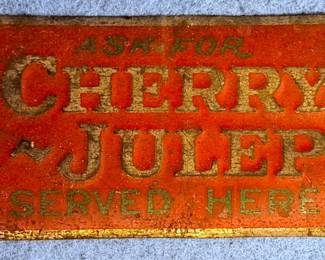 ASK FOR
CHERRY
JULEP
SERVED HERE